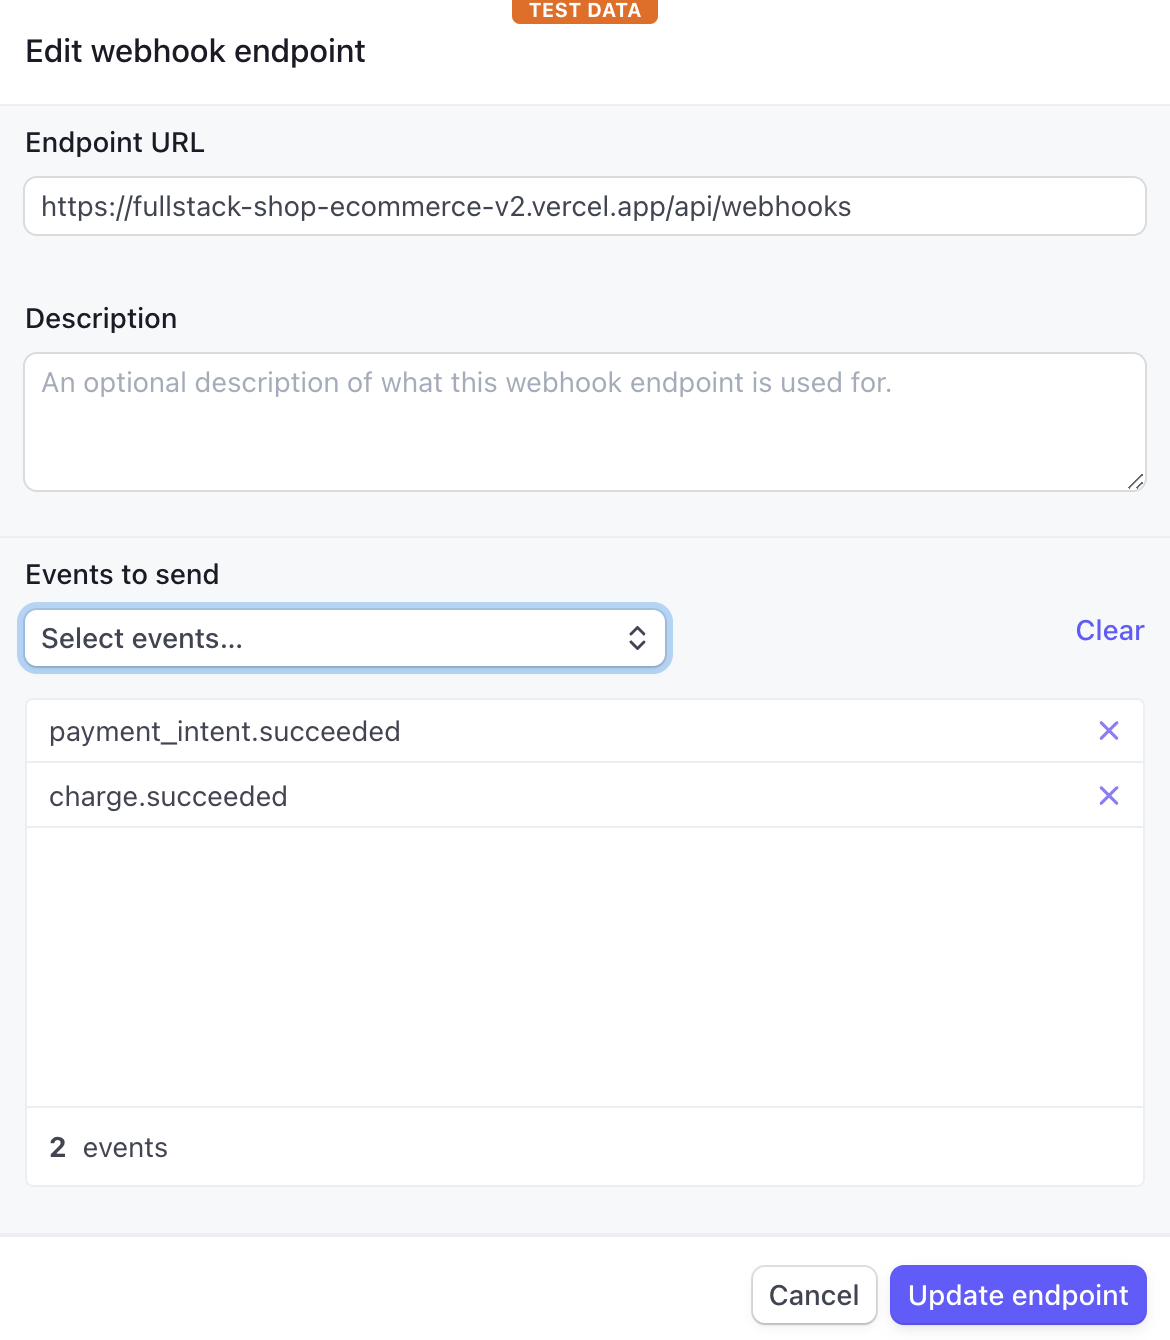 TEST DATA
Edit webhook endpoint
Endpoint URL
https://fullstack-shop-ecommerce-v2.vercel.app/api/webhooks
Description
An optional description of what this webhook endpoint is used for.
Events to send
Select events...
Clear
payment_intent.succeeded
charge.succeeded
2 events
Cancel
Update endpoint